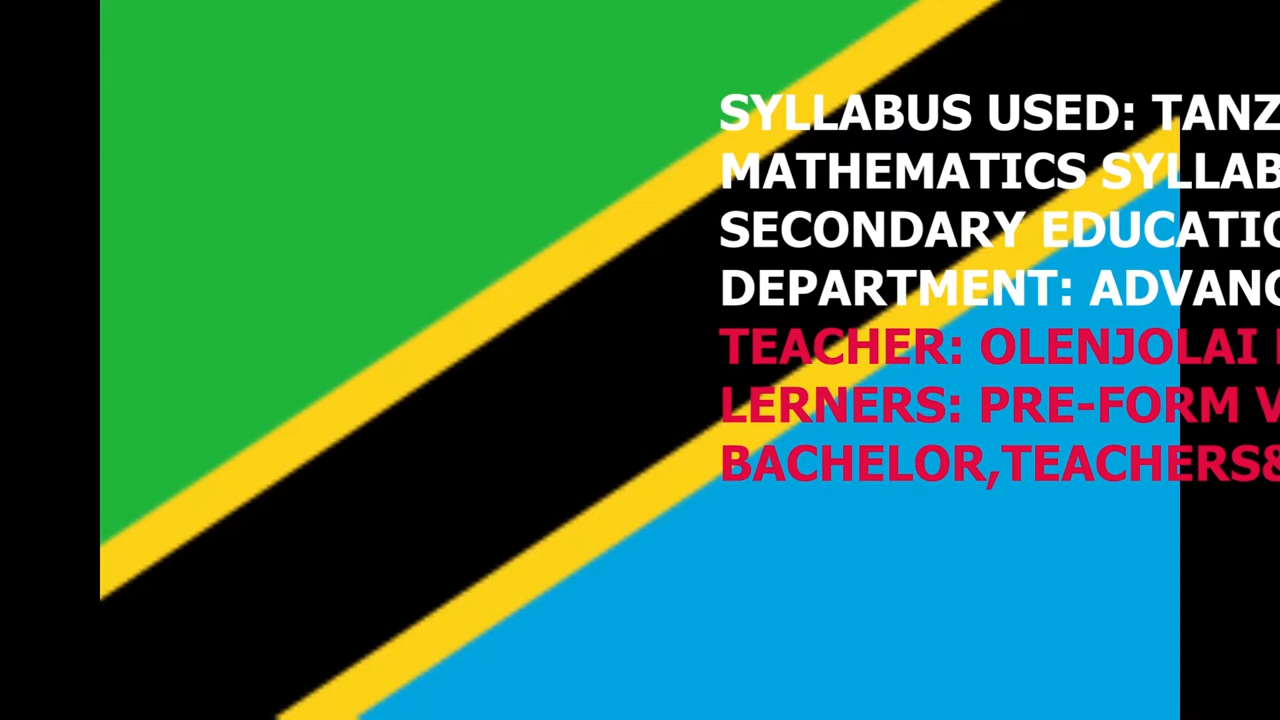 SYLLABUS USED: TANZ
MATHEMATICS SYLLAB
SECONDARY EDUCATIO
DEPARTMENT: ADVANC
TEACHER: OLENJOLAI
LERNERS: PRE-FORM V
BACHELOR,TEACHERS&